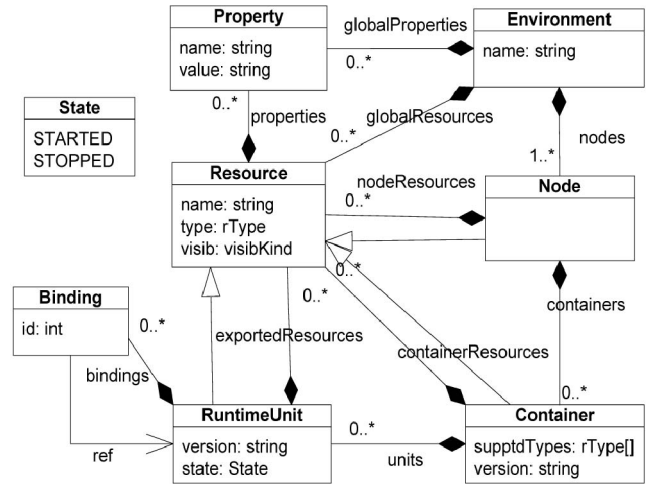 Property
name: string
value: string
globalProperties
0..*
Environment
name: string
0..*
properties
0..*
globalResources
nodes
1..*
State
STARTED
STOPPED
Resource
name: string
type: rType
visib: visibKind
nodeResources
0..*
Node
0..*
0..*
containers
Binding
id: int
0..*
exportedResources
containerResources
bindings
0..*
RuntimeUnit
version: string
state: State
ref
0..*
units
Container
supptdTypes: rType[]
version: string